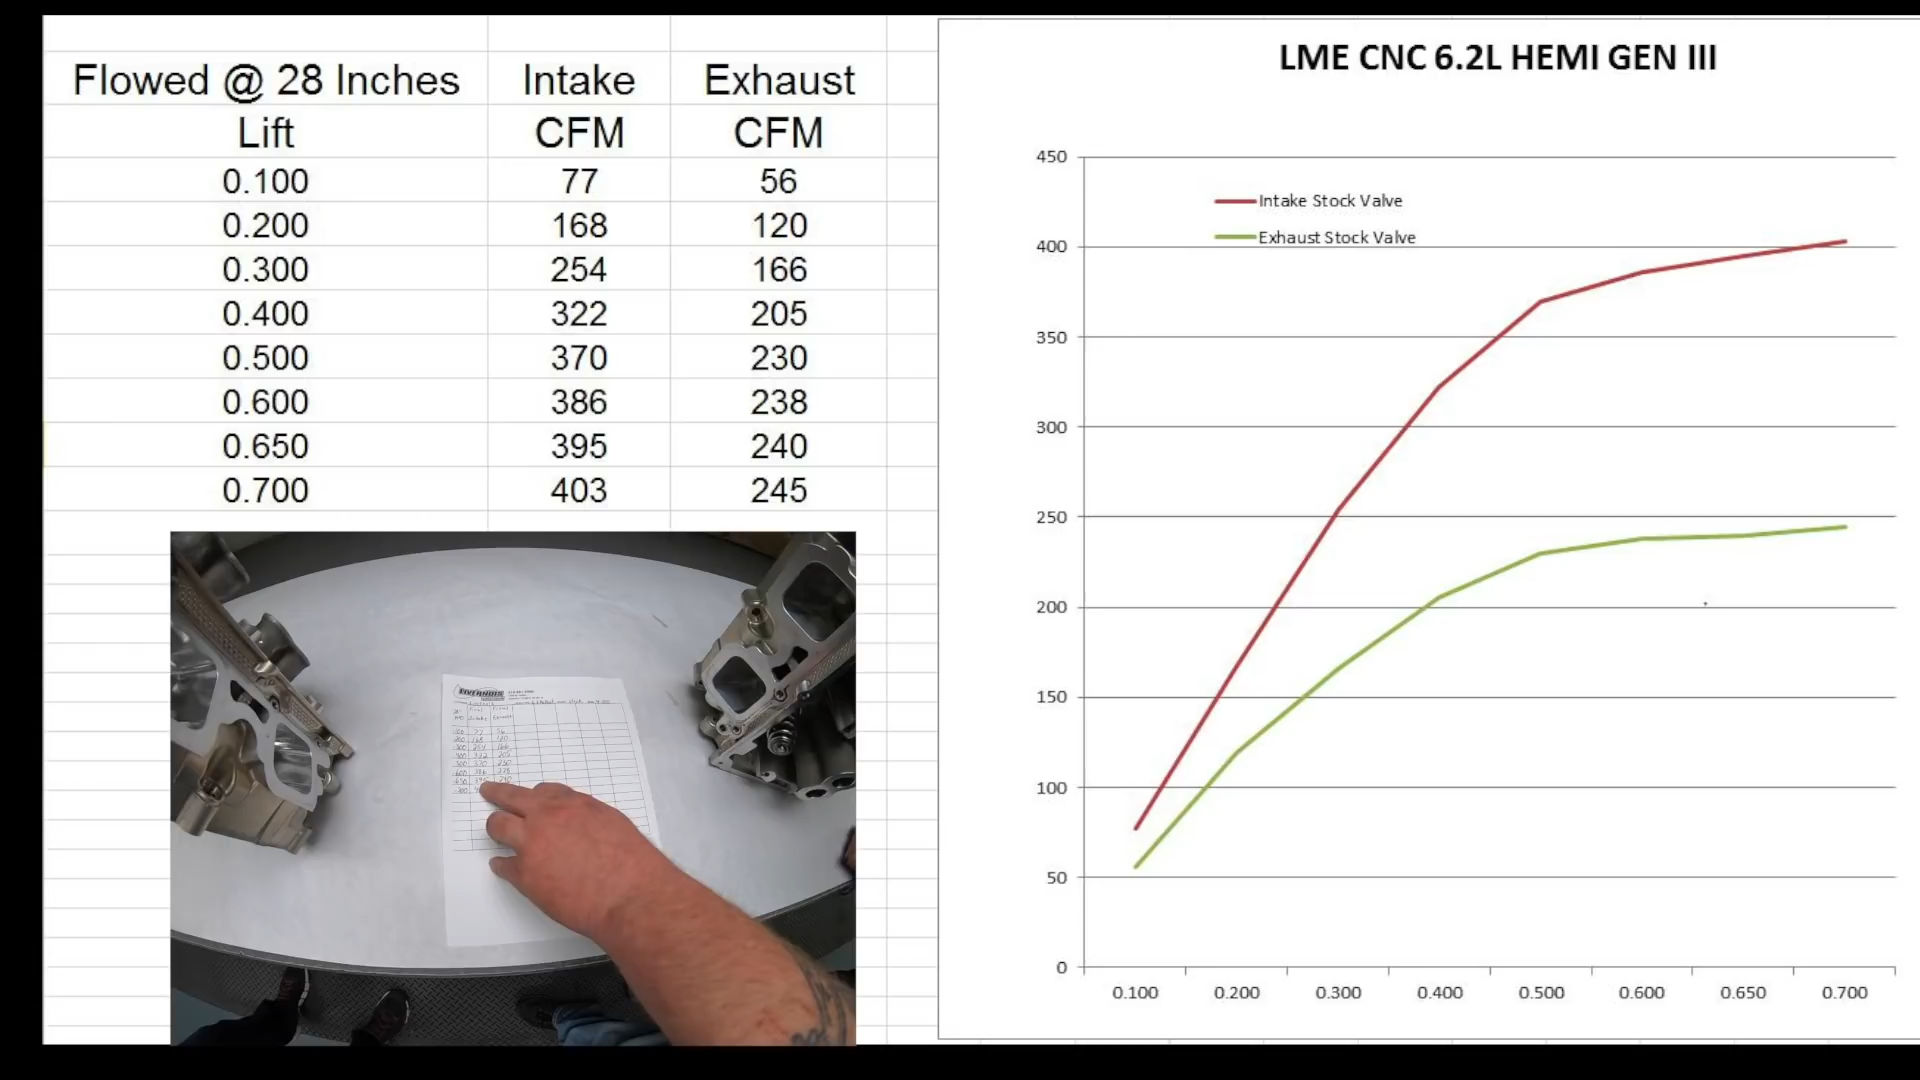 Flowed @ 28 Inches Intake Exhaust
Lift CFM CFM
0.100 77 56
0.200 168 120
0.300 254 166
0.400 322 205
0.500 370 230
0.600 386 238
0.650 395 240
0.700 403 245
LME CNC 6.2L HEMI GEN III
Intake Stock Valve
Exhaust Stock Valve
450
400
350
300
250
200
150
100
50
0
0.100 0.200 0.300 0.400 0.500 0.600 0.650 0.700
LIVERNOIS